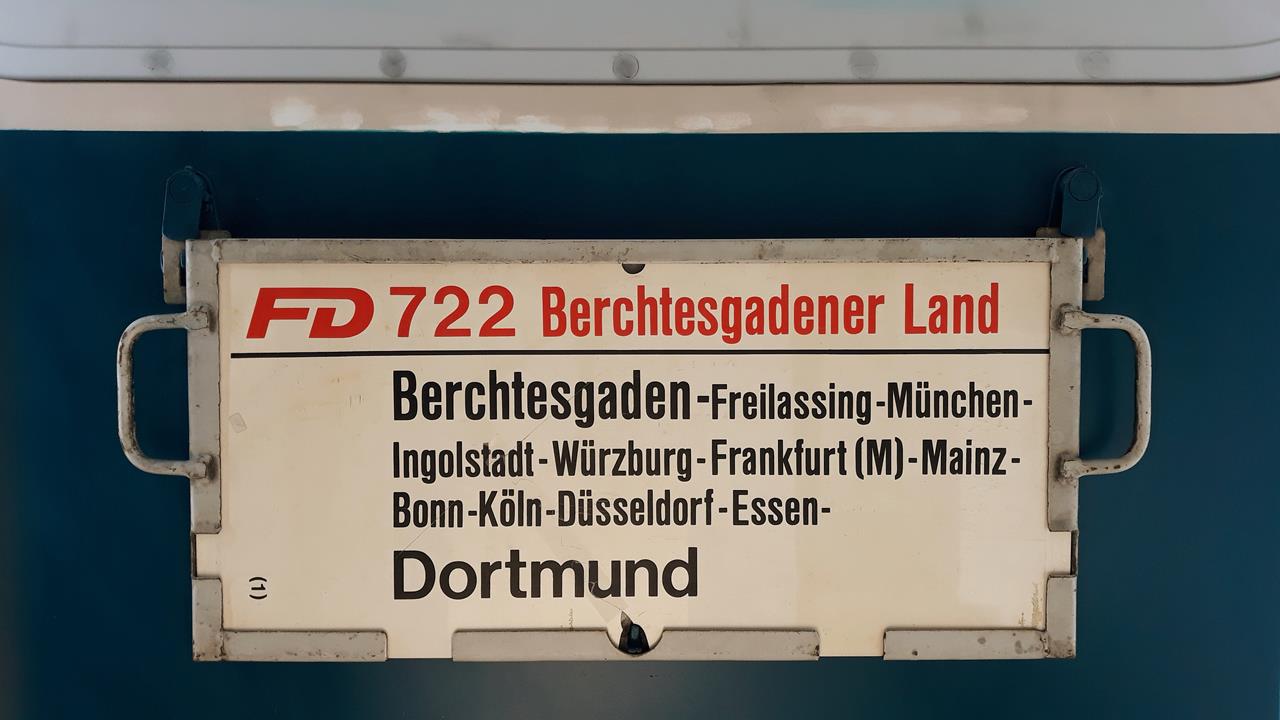 FD 722 Berchtesgadener Land
Berchtesgaden-Freilassing-München-
Ingolstadt-Würzburg-Frankfurt (M)-Mainz-
Bonn-Köln-Düsseldorf-Essen-
Dortmund
(1)